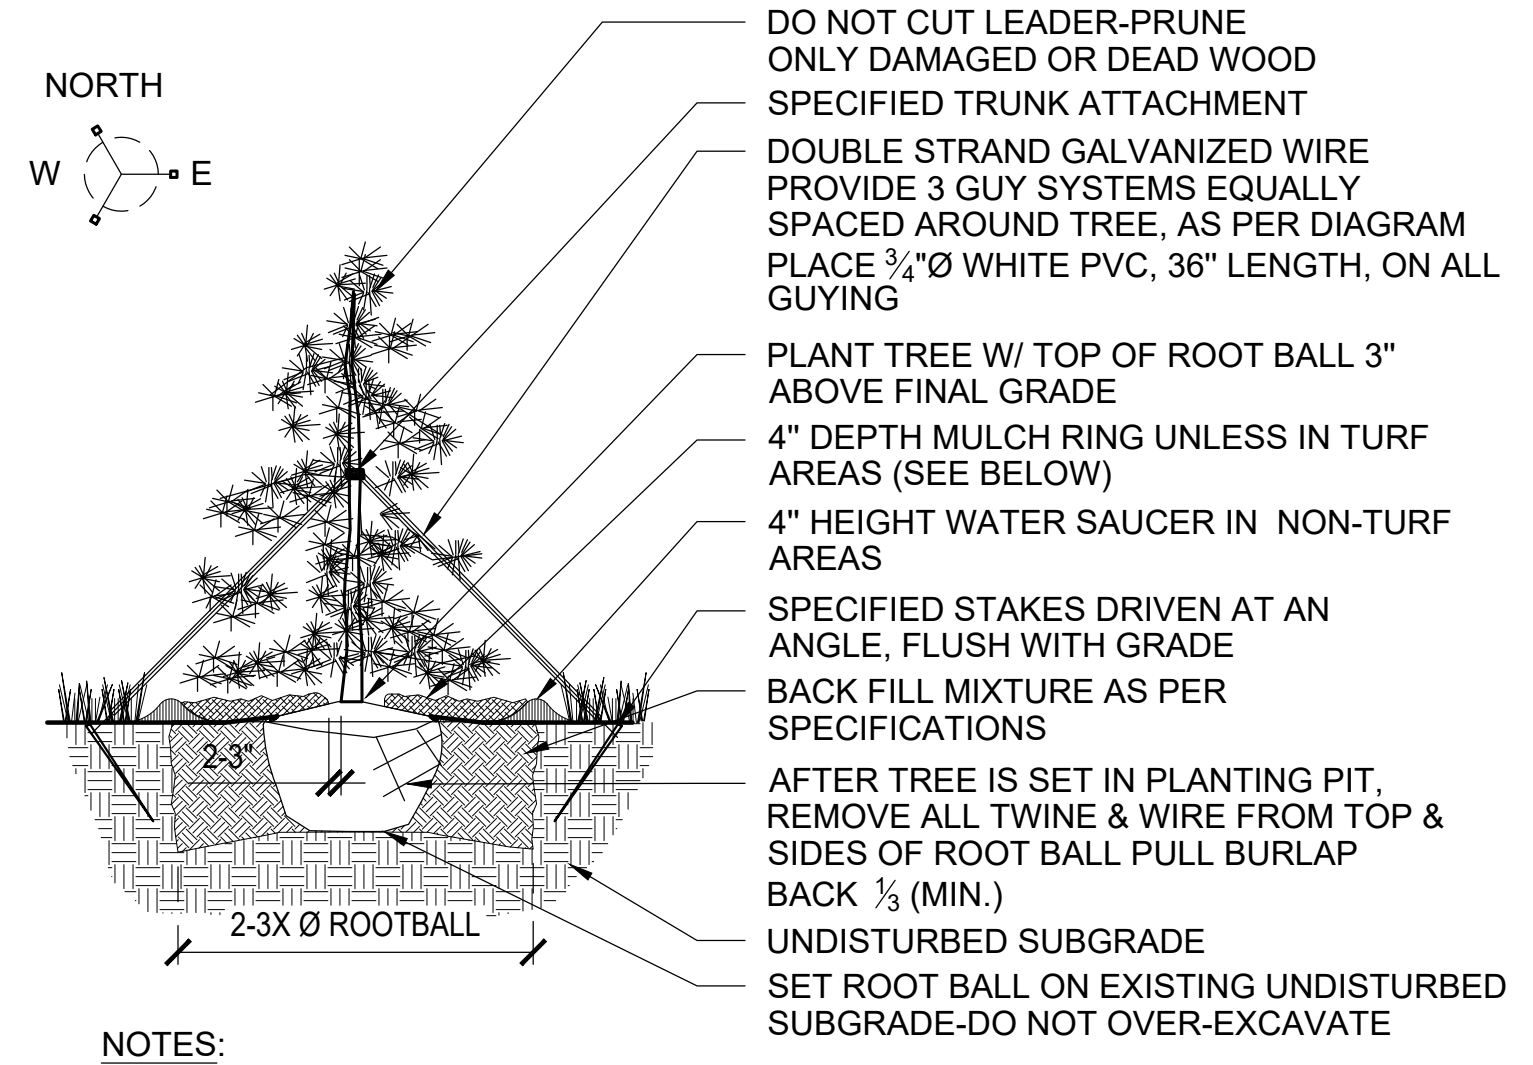 DO NOT CUT LEADER-PRUNE
ONLY DAMAGED OR DEAD WOOD
NORTH
W E
SPECIFIED TRUNK ATTACHMENT
DOUBLE STRAND GALVANIZED WIRE
PROVIDE 3 GUY SYSTEMS EQUALLY
SPACED AROUND TREE, AS PER DIAGRAM
PLACE ¾"Ø WHITE PVC, 36" LENGTH, ON ALL
GUYING
PLANT TREE W/ TOP OF ROOT BALL 3"
ABOVE FINAL GRADE
4" DEPTH MULCH RING UNLESS IN TURF
AREAS (SEE BELOW)
4" HEIGHT WATER SAUCER IN NON-TURF
AREAS
SPECIFIED STAKES DRIVEN AT AN
ANGLE, FLUSH WITH GRADE
BACK FILL MIXTURE AS PER
SPECIFICATIONS
2-3"
AFTER TREE IS SET IN PLANTING PIT,
REMOVE ALL TWINE & WIRE FROM TOP &
SIDES OF ROOT BALL PULL BURLAP
BACK ⅓ (MIN.)
2-3X Ø ROOTBALL
UNDISTURBED SUBGRADE
SET ROOT BALL ON EXISTING UNDISTURBED
SUBGRADE-DO NOT OVER-EXCAVATE
NOTES: